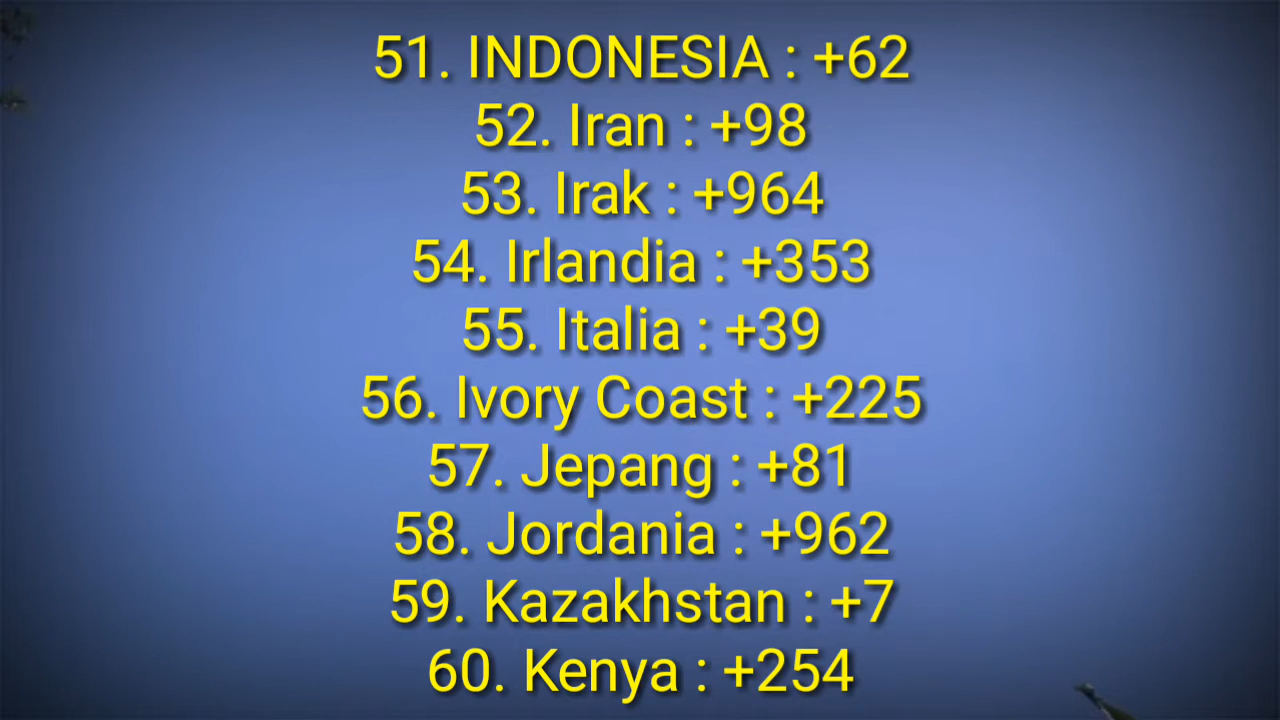 51. INDONESIA : +62
52. Iran : +98
53. Irak : +964
54. Irlandia : +353
55. Italia : +39
56. Ivory Coast : +225
57. Jepang : +81
58. Jordania : +962
59. Kazakhstan : +7
60. Kenya : +254